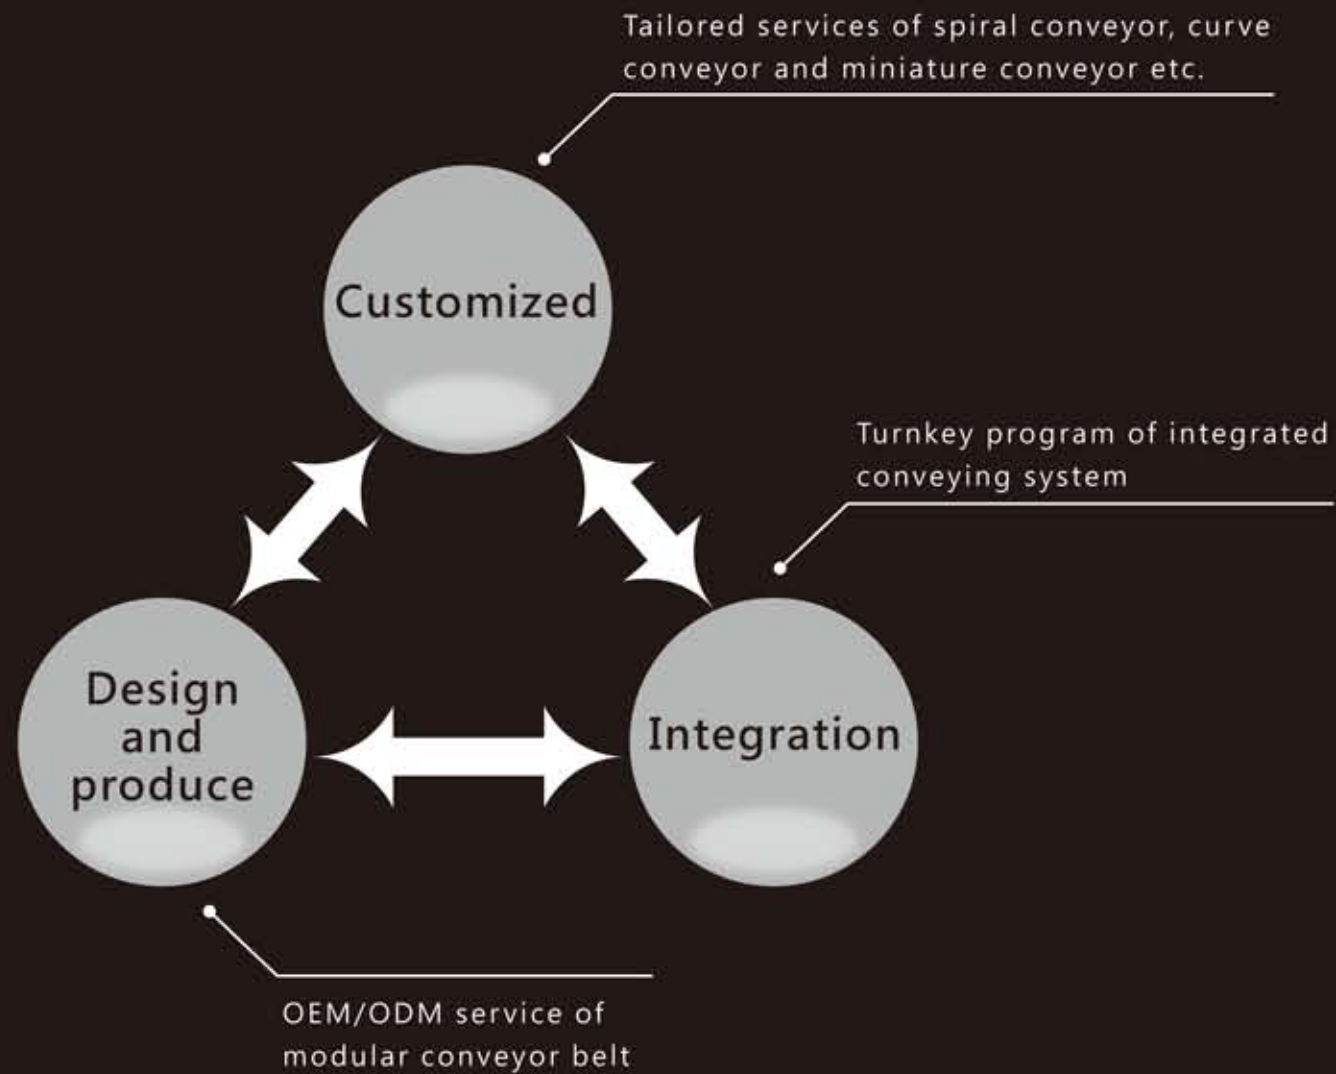 Tailored services of spiral conveyor, curve
conveyor and miniature conveyor etc.
Customized
Turnkey program of integrated
conveying system
Design
and
produce
Integration
OEM/ODM service of
modular conveyor belt